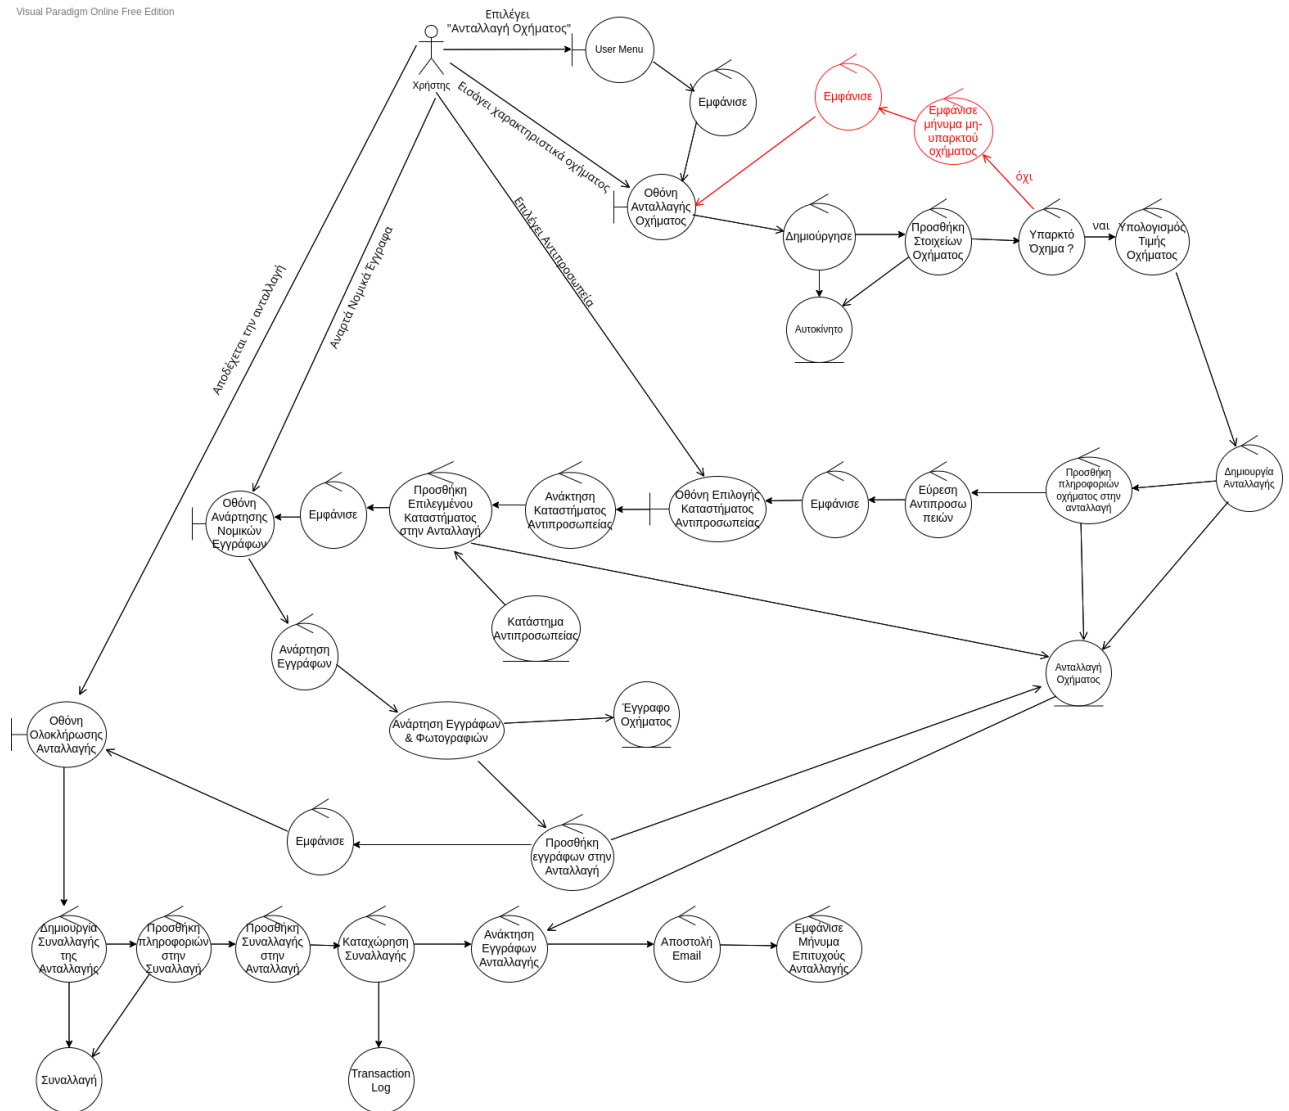 Visual Paradigm Online Free Edition
Επιλέγει
"Ανταλλαγή Οχήματος"
User Menu
Χρήστης
Εμφάνισε
Εμφάνισε
Εμφάνισε
μήνυμα μη-
υπαρκτού
οχήματος
Εισάγει χαρακτηριστικά οχήματος
όχι
Οθόνη
Ανταλλαγής
Οχήματος
Δημιούργησε
Προσθήκη
Στοιχείων
Οχήματος
Υπαρκτό
Όχημα ?
ναι
Υπολογισμός
Τιμής
Οχήματος
Επιλέγει Αντιπροσωπεία
Αναρτά Νομικά Έγγραφα
Αποδέχεται την ανταλλαγή
Αυτοκίνητο
Οθόνη
Ανάρτησης
Νομικών
Εγγράφων
Εμφάνισε
Προσθήκη
Επιλεγμένου
Καταστήματος
στην Ανταλλαγή
Ανάκτηση
Καταστήματος
Αντιπροσωπείας
Οθόνη Επιλογής
Καταστήματος
Αντιπροσωπείας
Εμφάνισε
Εύρεση
Αντιπροσω
πειών
Προσθήκη
πληροφοριών
οχήματος στην
ανταλλαγή
Δημιουργία
Ανταλλαγής
Κατάστημα
Αντιπροσωπείας
Ανάρτηση
Εγγράφων
Ανταλλαγή
Οχήματος
Οθόνη
Ολοκλήρωσης
Ανταλλαγής
Ανάρτηση Εγγράφων
& Φωτογραφιών
Έγγραφο
Οχήματος
Εμφάνισε
Προσθήκη
εγγράφων στην
Ανταλλαγή
Δημιουργία
Συναλλαγής
της
Ανταλλαγής
Προσθήκη
πληροφοριών
στην
Συναλλαγή
Προσθήκη
Συναλλαγής
στην
Ανταλλαγή
Καταχώρηση
Συναλλαγής
Ανάκτηση
Εγγράφων
Ανταλλαγής
Αποστολή
Email
Εμφάνισε
Μήνυμα
Επιτυχούς
Ανταλλαγής
Συναλλαγή
Transaction
Log